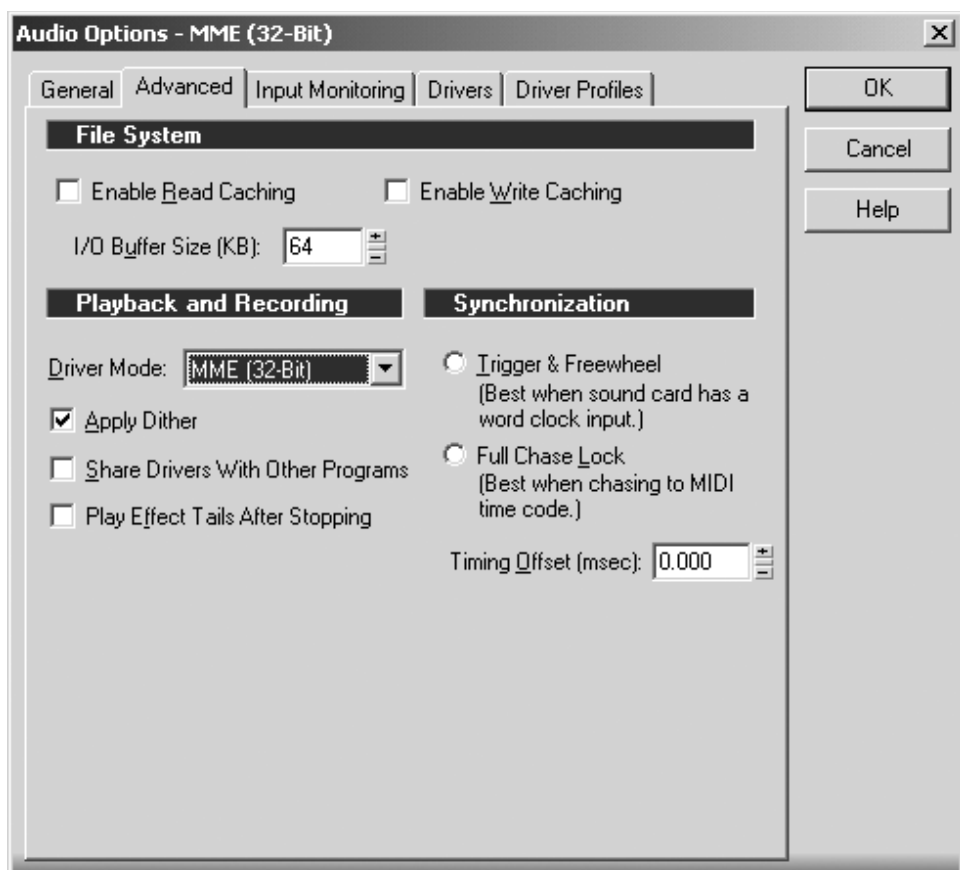 Audio Options - MME (32-Bit)
General Advanced Input Monitoring Drivers Driver Profiles
OK
Cancel
Help
File System
Enable Read Caching
Enable Write Caching
I/O Buffer Size (KB): 64
Playback and Recording
Driver Mode: MME (32-Bit)
Apply Dither
Share Drivers With Other Programs
Play Effect Tails After Stopping
Synchronization
Trigger & Freewheel
(Best when sound card has a
word clock input.)
Full Chase Lock
(Best when chasing to MIDI
time code.)
Timing Offset (msec): 0.000